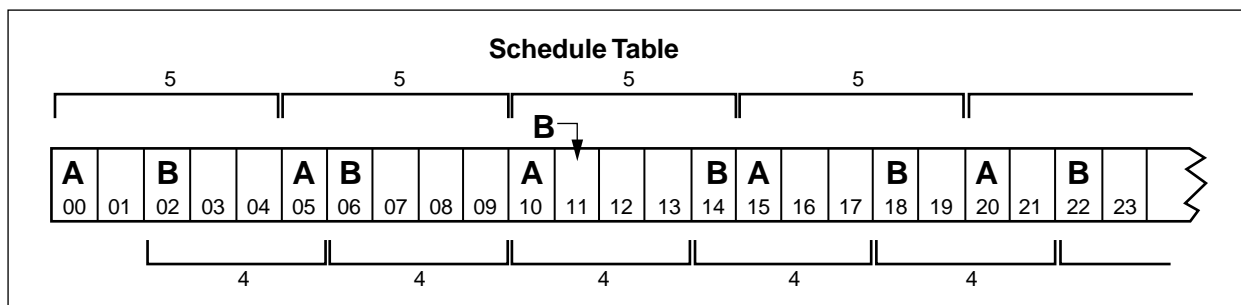 Schedule Table
5 5 5 5
B
A B A B A B A B A B
00 01 02 03 04 05 06 07 08 09 10 11 12 13 14 15 16 17 18 19 20 21 22 23
4 4 4 4 4